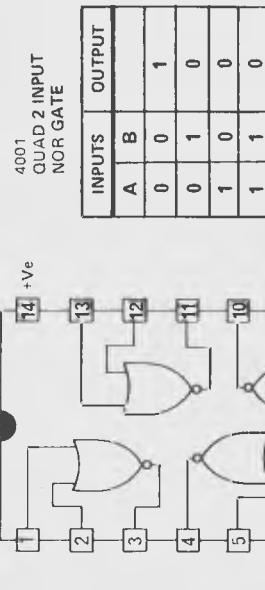 4001
QUAD 2 INPUT
NOR GATE
INPUTS OUTPUT
A B
0 0 1
0 1 0
1 0 0
1 1 0
+Ve
14
13
12
11
10
1
2
3
4
5